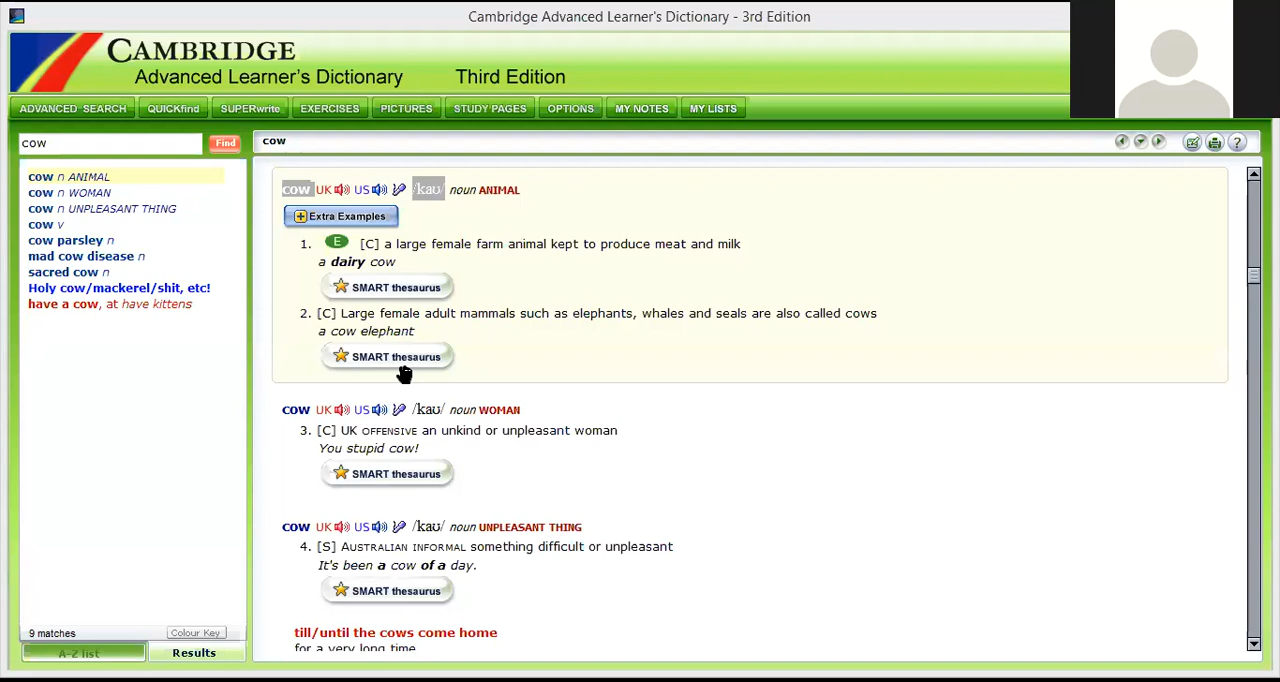 Cambridge Advanced Learner's Dictionary - 3rd Edition
CAMBRIDGE
Advanced Learner's Dictionary Third Edition
ADVANCED SEARCH QUICKfind SUPERwrite EXERCISES PICTURES STUDY PAGES OPTIONS MY NOTES MY LISTS
cow Find
cow n ANIMAL
cow n WOMAN
cow n UNPLEASANT THING
cow v
cow parsley n
mad cow disease n
sacred cow n
Holy cow/mackerel/shit, etc!
have a cow, at have kittens
9 matches Colour Key
A-Z list Results
cow ?
cow UK US /kaʊ/ noun ANIMAL
Extra Examples
1. E [C] a large female farm animal kept to produce meat and milk
a dairy cow
SMART thesaurus
2. [C] Large female adult mammals such as elephants, whales and seals are also called cows
a cow elephant
SMART thesaurus
cow UK US /kaʊ/ noun WOMAN
3. [C] UK OFFENSIVE an unkind or unpleasant woman
You stupid cow!
SMART thesaurus
cow UK US /kaʊ/ noun UNPLEASANT THING
4. [S] AUSTRALIAN INFORMAL something difficult or unpleasant
It's been a cow of a day.
SMART thesaurus
till/until the cows come home
for a very long time